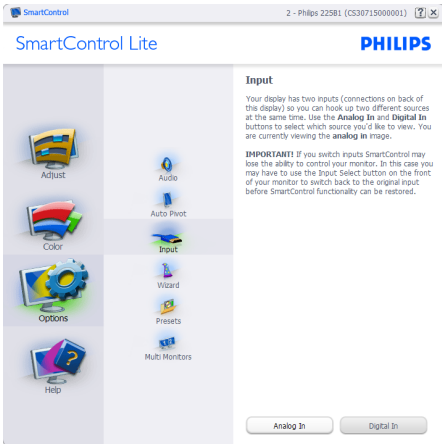 SmartControl
2 - Philips 225B1 (CS30715000001)
SmartControl Lite
PHILIPS
Adjust
Color
Options
Help
Audio
Auto Pivot
Input
Wizard
Presets
Multi Monitors
Input
Your display has two inputs (connections on back of
this display) so you can hook up two different sources
at the same time. Use the Analog In and Digital In
buttons to select which source you'd like to view. You
are currently viewing the analog in image.
IMPORTANT! If you switch inputs SmartControl may
lose the ability to control your monitor. In this case you
may have to use the Input Select button on the front
of your monitor to switch back to the original input
before SmartControl functionality can be restored.
Analog In
Digital In